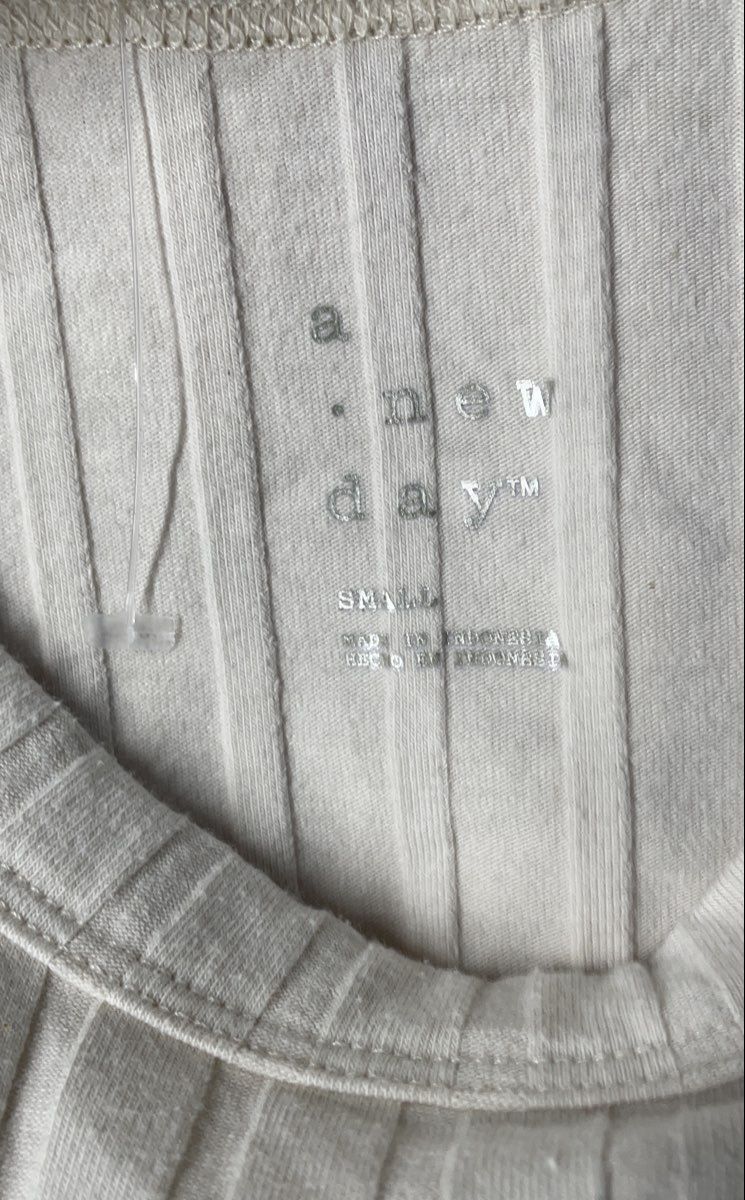 a
· new
day™
SMALL
MADE IN INDONESIA
HECHO EN INDONESIA